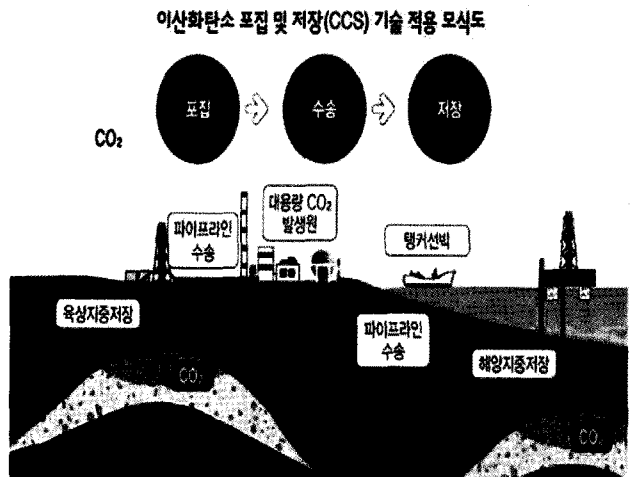 이산화탄소 포집 및 저장(CCS) 기술 적용 모식도
포집
수송
저장
CO₂
대용량 CO₂
발생원
파이프라인
수송
탱커선박
육상지중저장
파이프라인
수송
해양지중저장
CO₂
CO₂